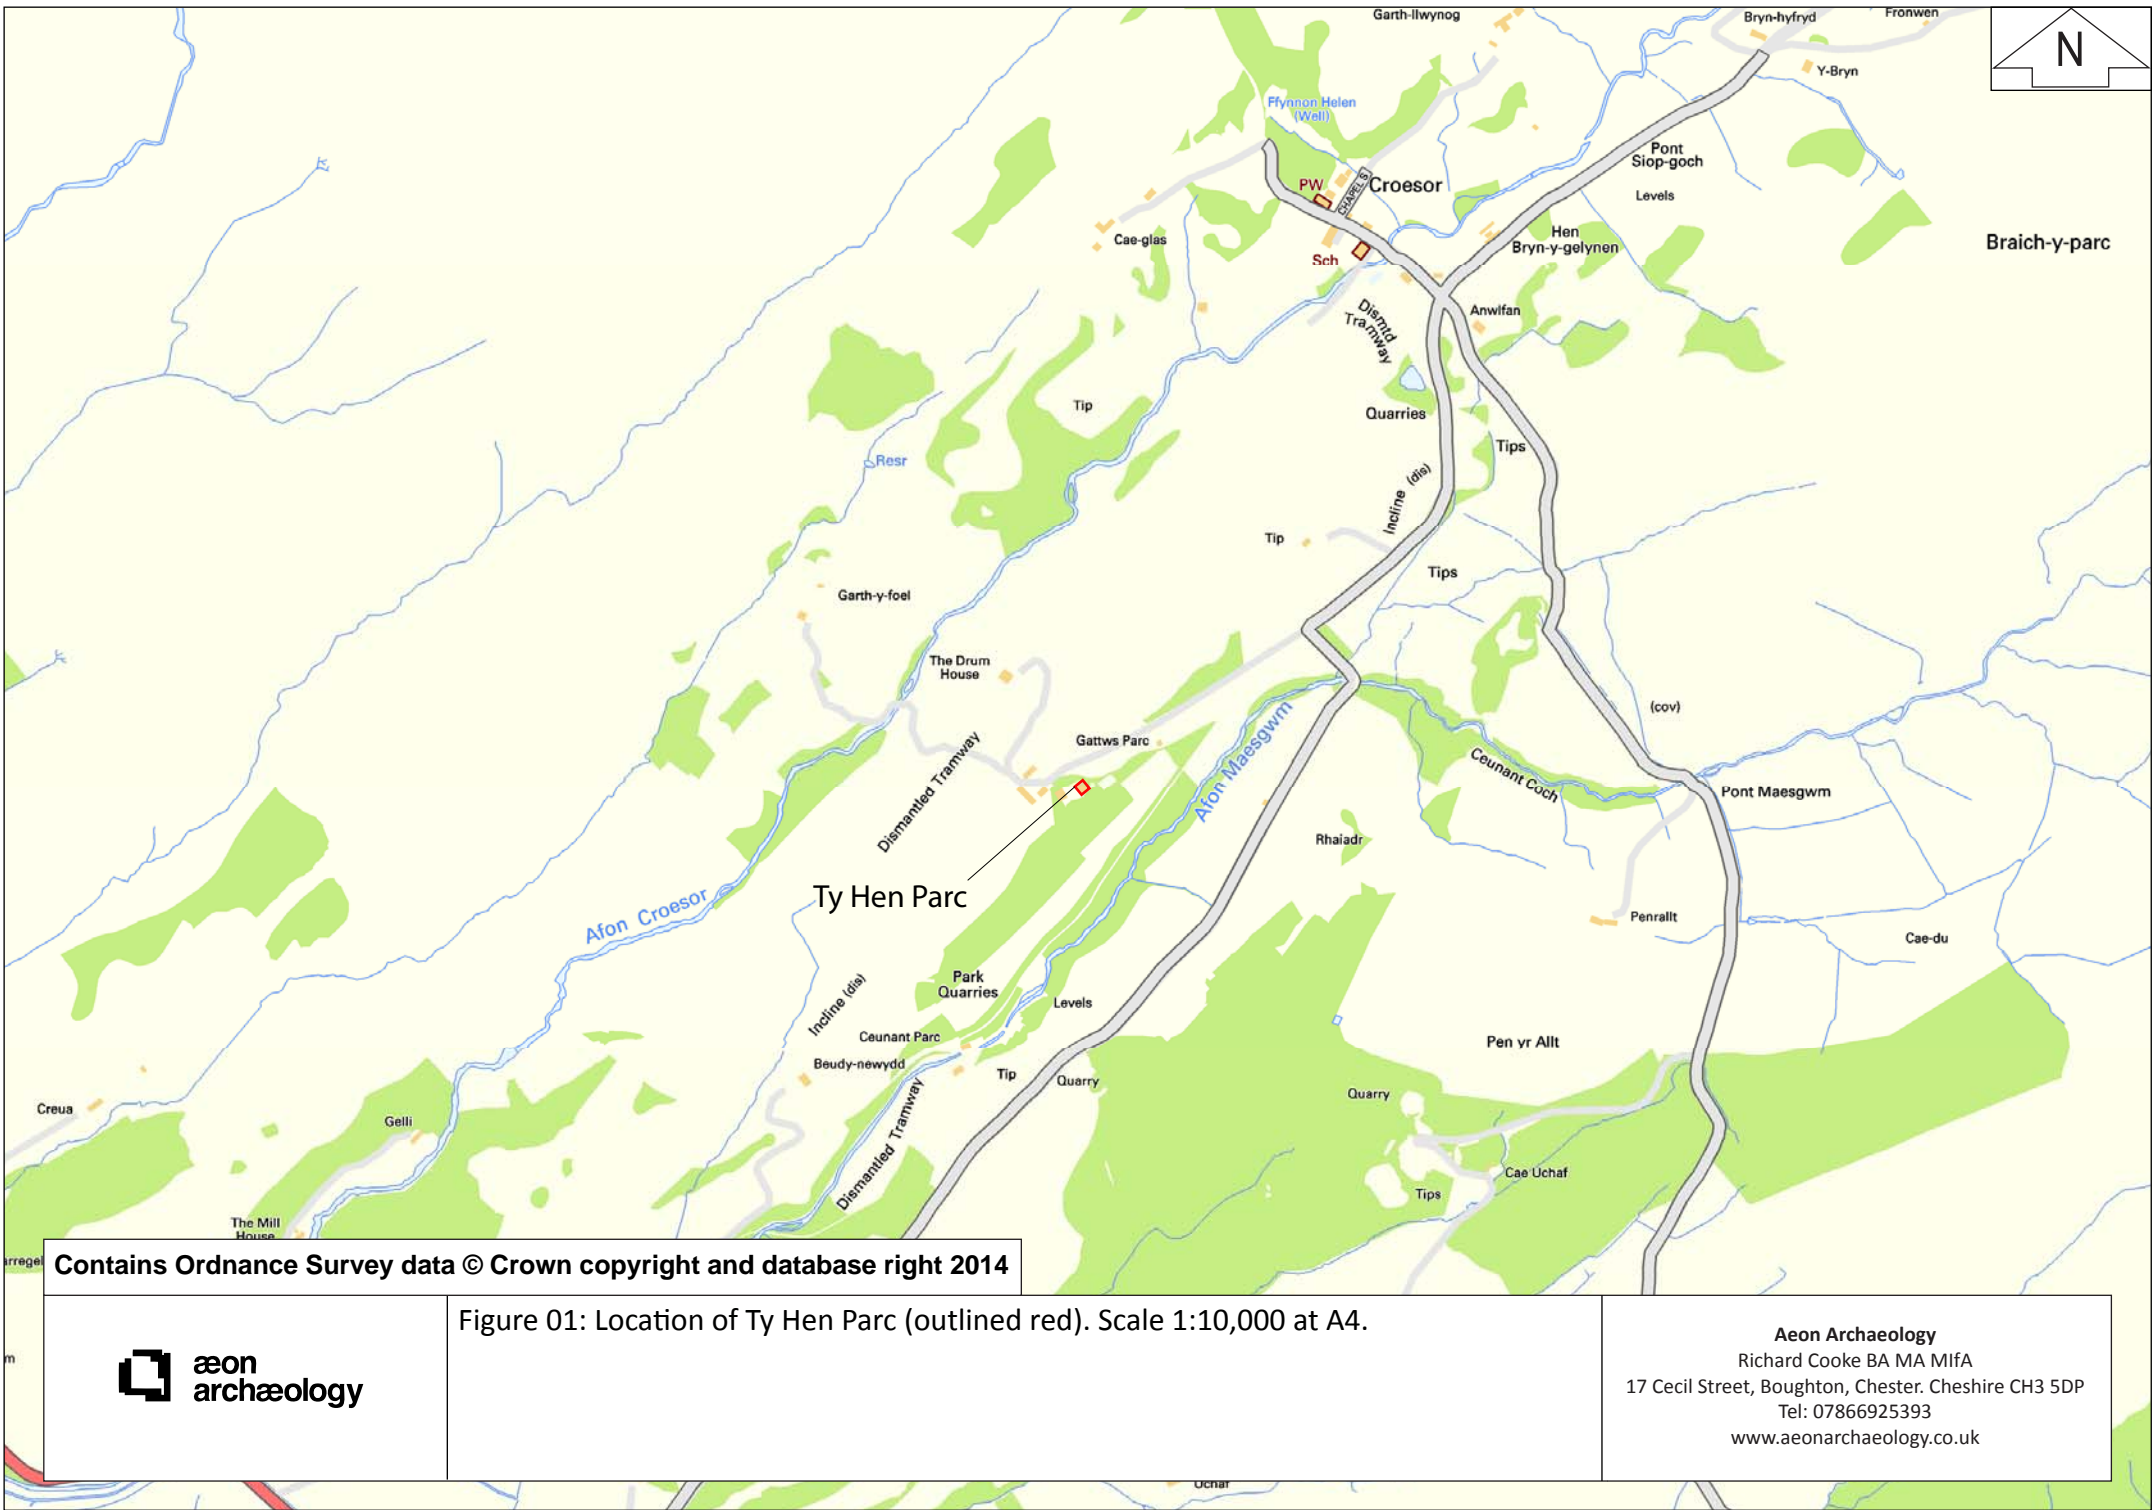 Garth-llwynog
Bryn-hyfryd
Fronwen
N
Y-Bryn
Ffynnon Helen
(Well)
Pont
Siop-goch
PW
CHAPEL S
Croesor
Levels
Cae-glas
Hen
Bryn-y-gelynen
Braich-y-parc
Sch
Dismtd
Tramway
Anwlfan
Tip
Quarries
Tips
Resr
Incline (dis)
Tip
Tips
Garth-y-foel
The Drum
House
(cov)
Gattws Parc
Afon Maesgwm
Dismantled Tramway
Ceunant Coch
Pont Maesgwm
Rhaiadr
Ty Hen Parc
Afon Croesor
Penrallt
Cae-du
Park
Quarries
Levels
Incline (dis)
Ceunant Parc
Beudy-newydd
Pen yr Allt
Tip
Quarry
Quarry
Creua
Gelli
Dismantled Tramway
Cae Uchaf
Tips
The Mill
House
arregel
Contains Ordnance Survey data © Crown copyright and database right 2014
Figure 01: Location of Ty Hen Parc (outlined red). Scale 1:10,000 at A4.
æon
archæology
Aeon Archaeology
Richard Cooke BA MA MIfA
17 Cecil Street, Boughton, Chester. Cheshire CH3 5DP
Tel: 07866925393
www.aeonarchaeology.co.uk
m
Uchaf